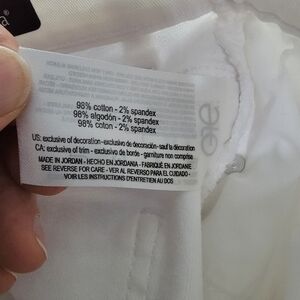 98% cotton - 2% spandex
98% algodón - 2% spandex
98% coton - 2% spandex
US: exclusive of decoration - exclusivo de decoración - sauf la décoration
CA: exclusive of trim - exclusivo de borde - garniture non comprise
MADE IN JORDAN - HECHO EN JORDANIA - FABRIQUÉ EN JORDANIE
SEE REVERSE FOR CARE - VER AL REVERSO PARA EL CUIDADO -
VOIR LES INSTRUCTIONS D'ENTRETIEN AU DOS